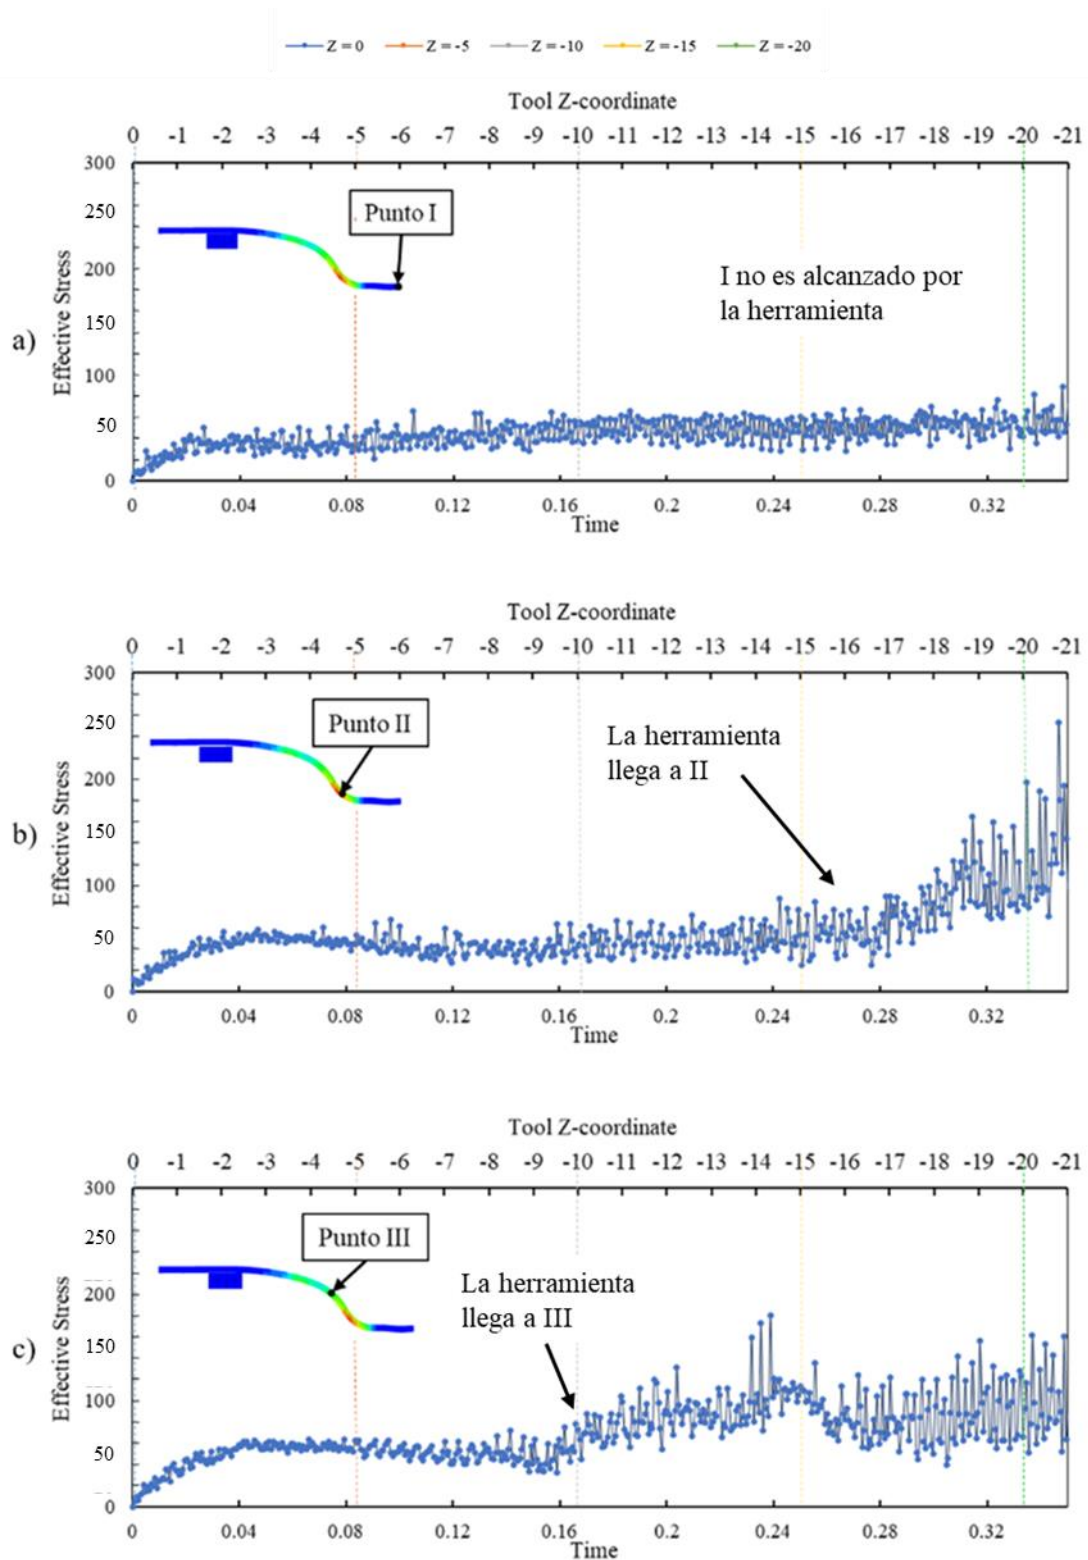 Z = 0 Z = -5 Z = -10 Z = -15 Z = -20
Tool Z-coordinate
0 -1 -2 -3 -4 -5 -6 -7 -8 -9 -10 -11 -12 -13 -14 -15 -16 -17 -18 -19 -20 -21
300
250
200
150
100
50
0
Effective Stress
a)
Punto I
I no es alcanzado por
la herramienta
0 0.04 0.08 0.12 0.16 0.2 0.24 0.28 0.32
Time
Tool Z-coordinate
0 -1 -2 -3 -4 -5 -6 -7 -8 -9 -10 -11 -12 -13 -14 -15 -16 -17 -18 -19 -20 -21
300
250
200
150
100
50
0
Effective Stress
b)
Punto II
La herramienta
llega a II
0 0.04 0.08 0.12 0.16 0.2 0.24 0.28 0.32
Time
Tool Z-coordinate
0 -1 -2 -3 -4 -5 -6 -7 -8 -9 -10 -11 -12 -13 -14 -15 -16 -17 -18 -19 -20 -21
300
250
200
150
100
50
0
Effective Stress
c)
Punto III
La herramienta
llega a III
0 0.04 0.08 0.12 0.16 0.2 0.24 0.28 0.32
Time